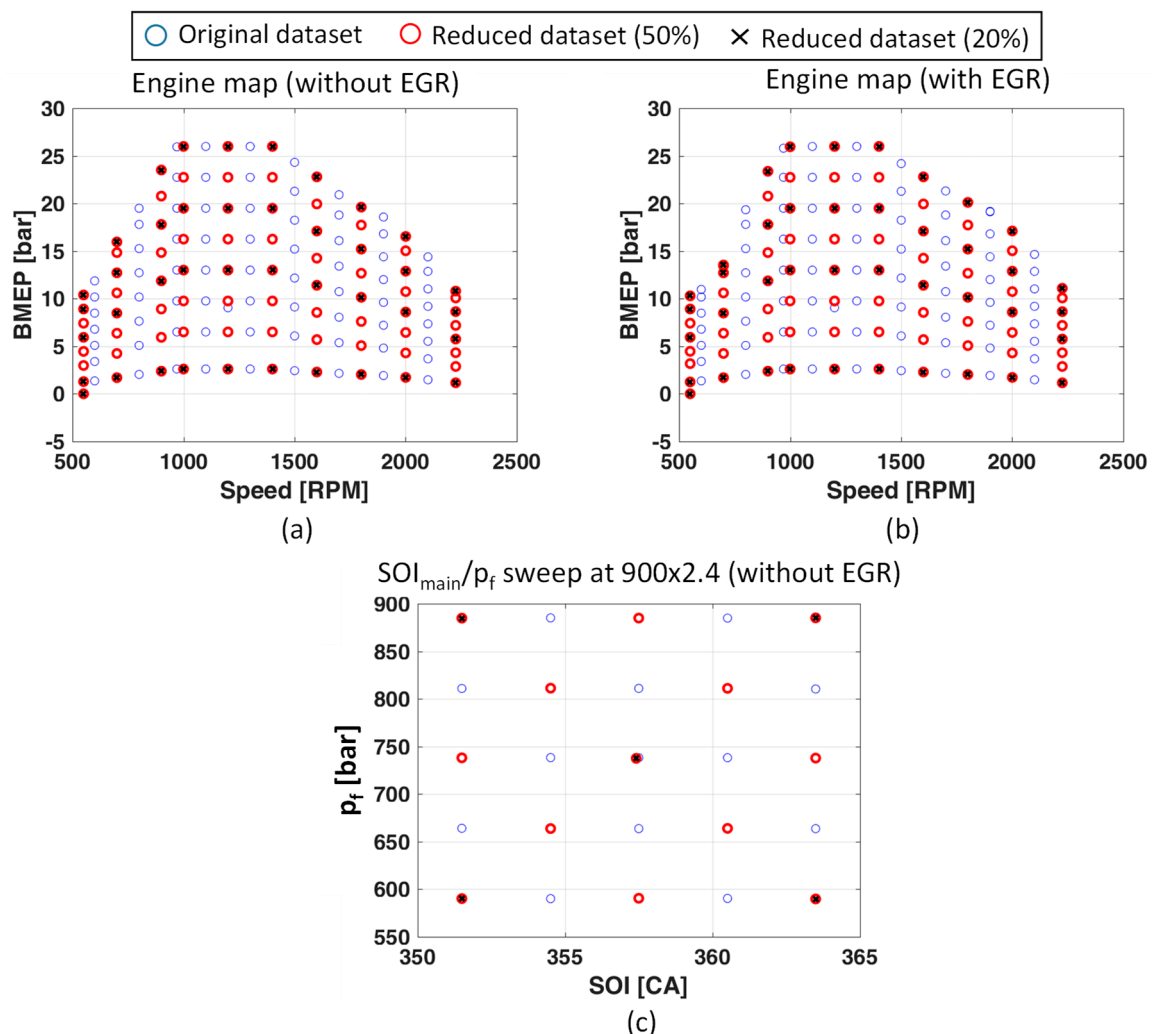 Original dataset Reduced dataset (50%) Reduced dataset (20%)
Engine map (without EGR)
30
25
20
15
10
5
0
-5
BMEP [bar]
500 1000 1500 2000 2500
Speed [RPM]
(a)
Engine map (with EGR)
30
25
20
15
10
5
0
-5
BMEP [bar]
500 1000 1500 2000 2500
Speed [RPM]
(b)
SOI_main/p_f sweep at 900x2.4 (without EGR)
900
850
800
750
700
650
600
550
p_f [bar]
350 355 360 365
SOI [CA]
(c)